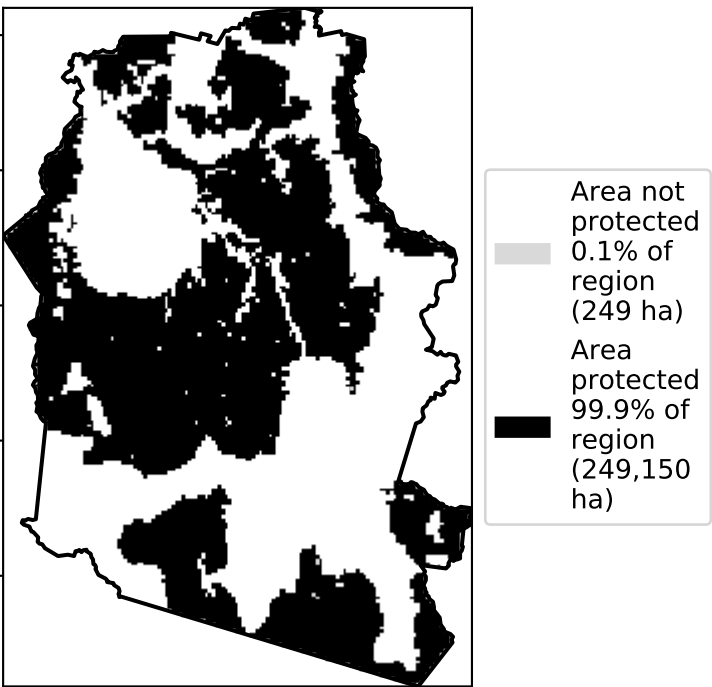 Area not
protected
0.1% of
region
(249 ha)
Area
protected
99.9% of
region
(249,150
ha)